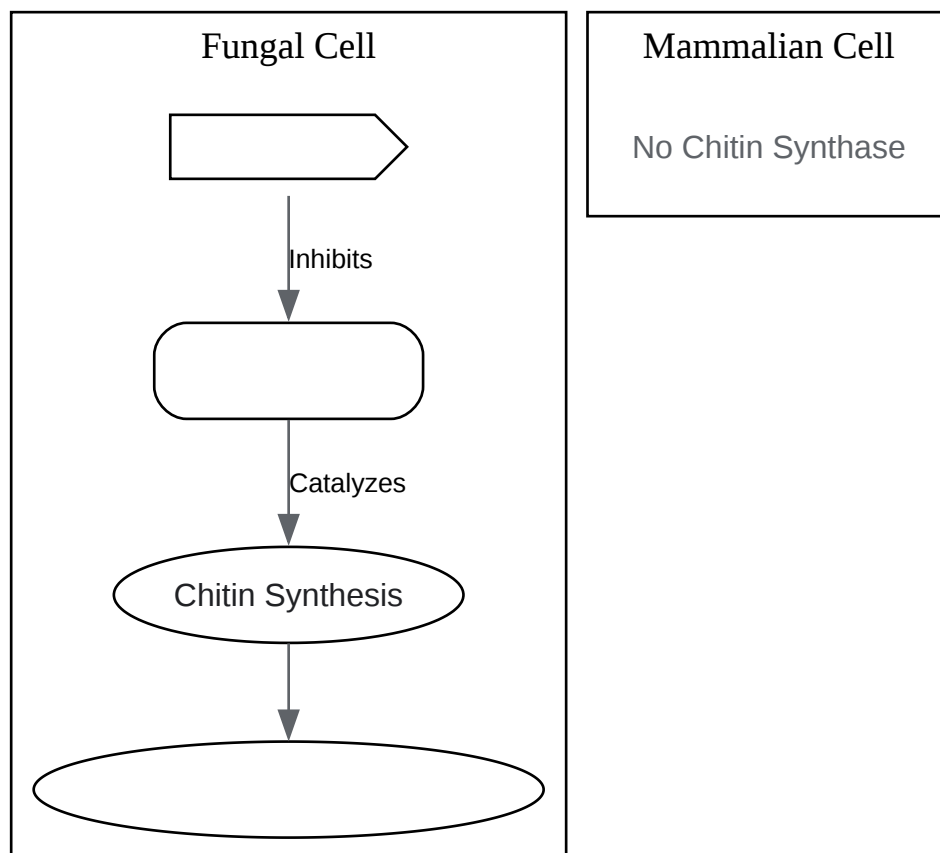 Fungal Cell
Mammalian Cell
No Chitin Synthase
Inhibits
Catalyzes
Chitin Synthesis